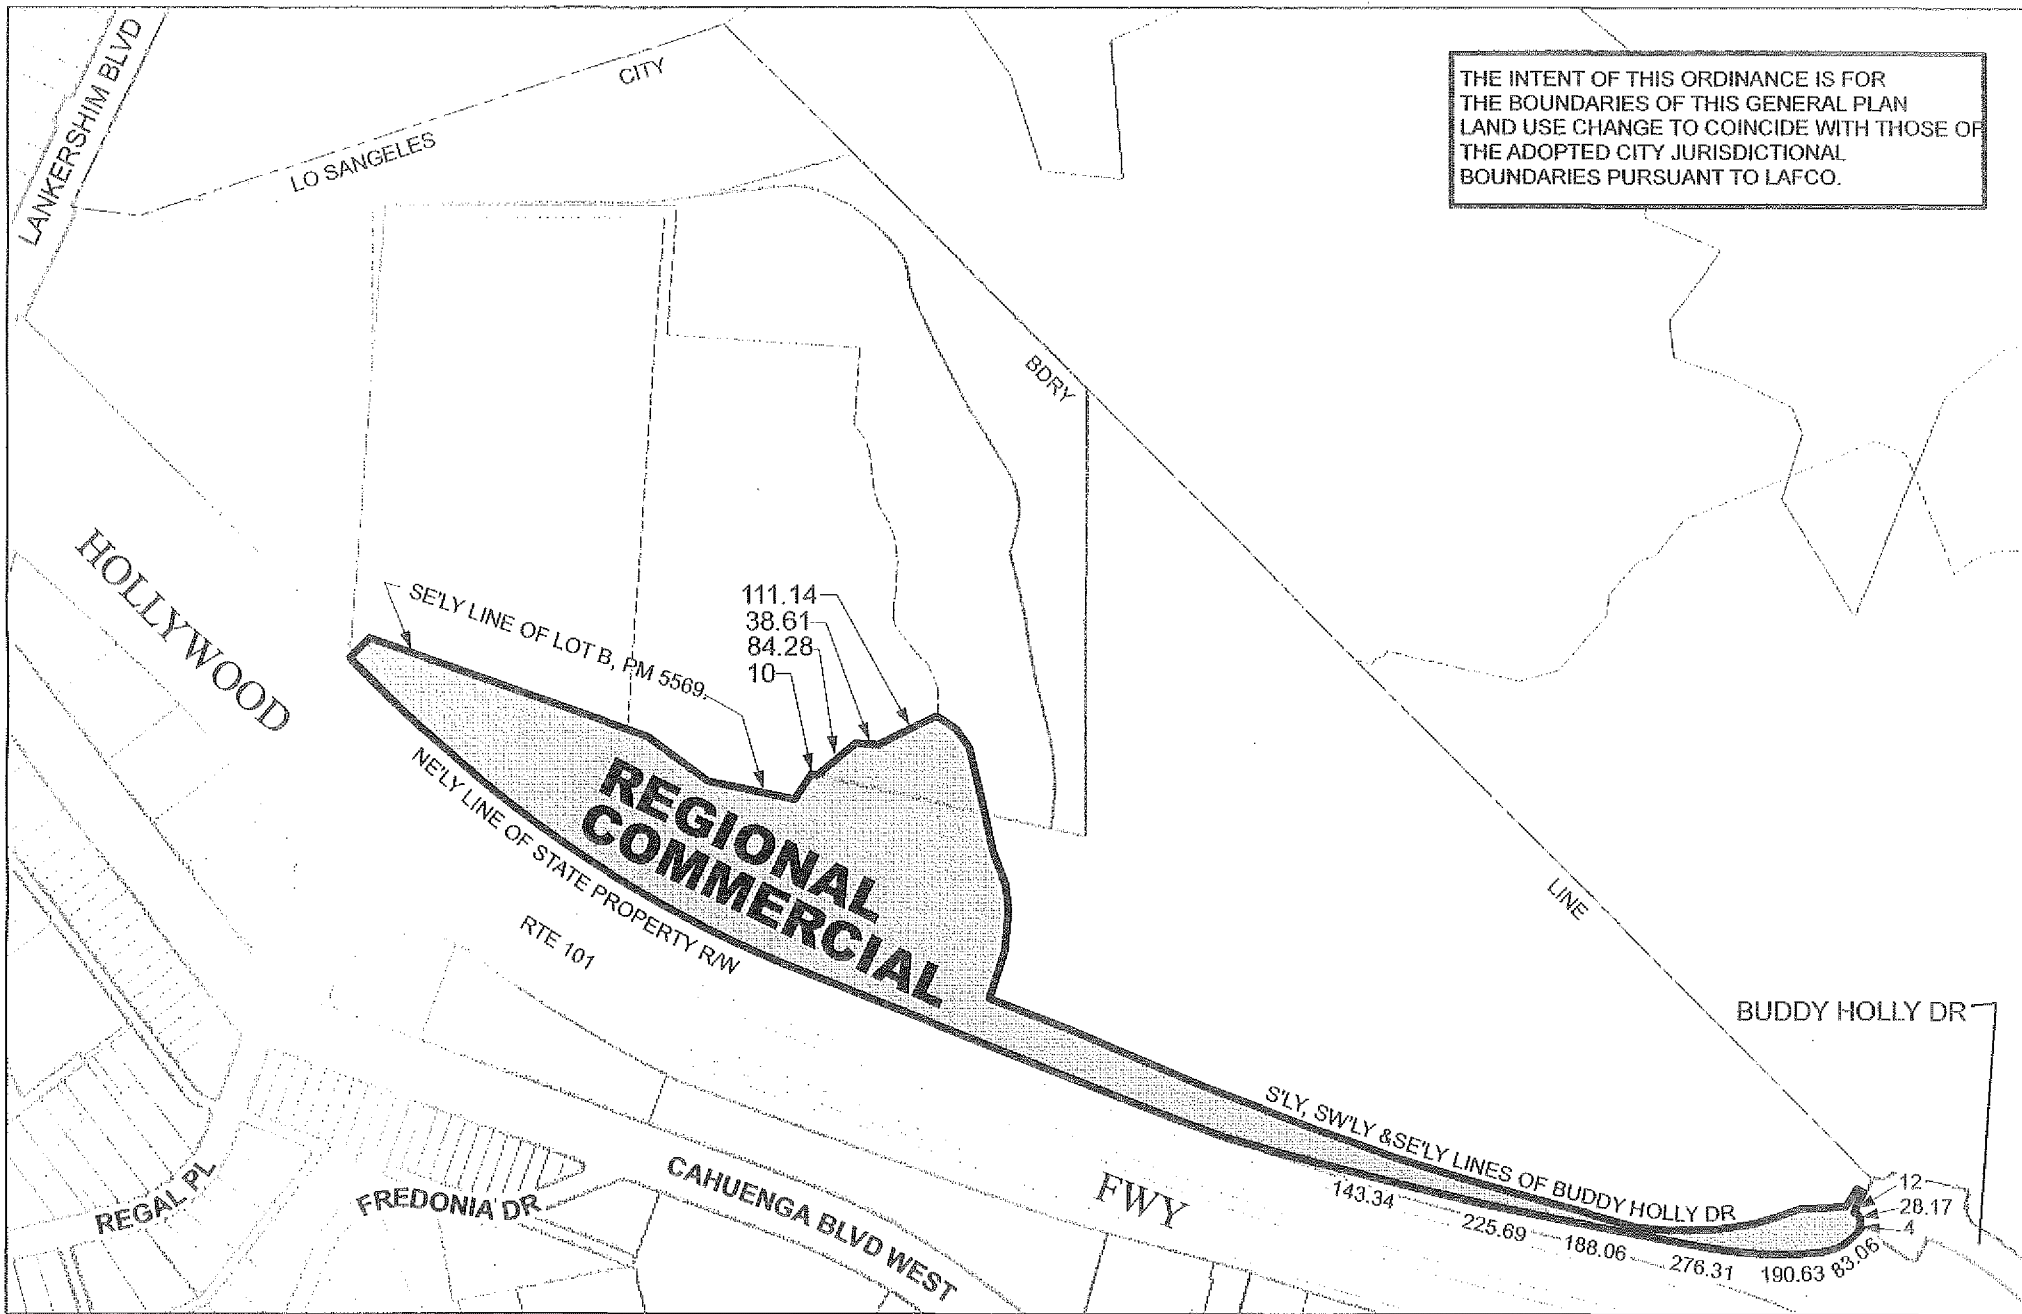 LANKERSHIM BLVD
CITY
LO SANGELES
THE INTENT OF THIS ORDINANCE IS FOR
THE BOUNDARIES OF THIS GENERAL PLAN
LAND USE CHANGE TO COINCIDE WITH THOSE OF
THE ADOPTED CITY JURISDICTIONAL
BOUNDARIES PURSUANT TO LAFCO.
BDRY
HOLLYWOOD
SE'LY LINE OF LOT B, PM 5569
111.14
38.61
84.28
10
REGIONAL
COMMERCIAL
NE'LY LINE OF STATE PROPERTY R/W
RTE 101
LINE
BUDDY HOLLY DR
S'LY, SW'LY &SE'LY LINES OF BUDDY HOLLY DR
REGAL PL
FREDONIA DR
CAHUENGA BLVD WEST
FWY
143.34
225.69
188.06
276.31
190.63
83.06
12
28.17
4